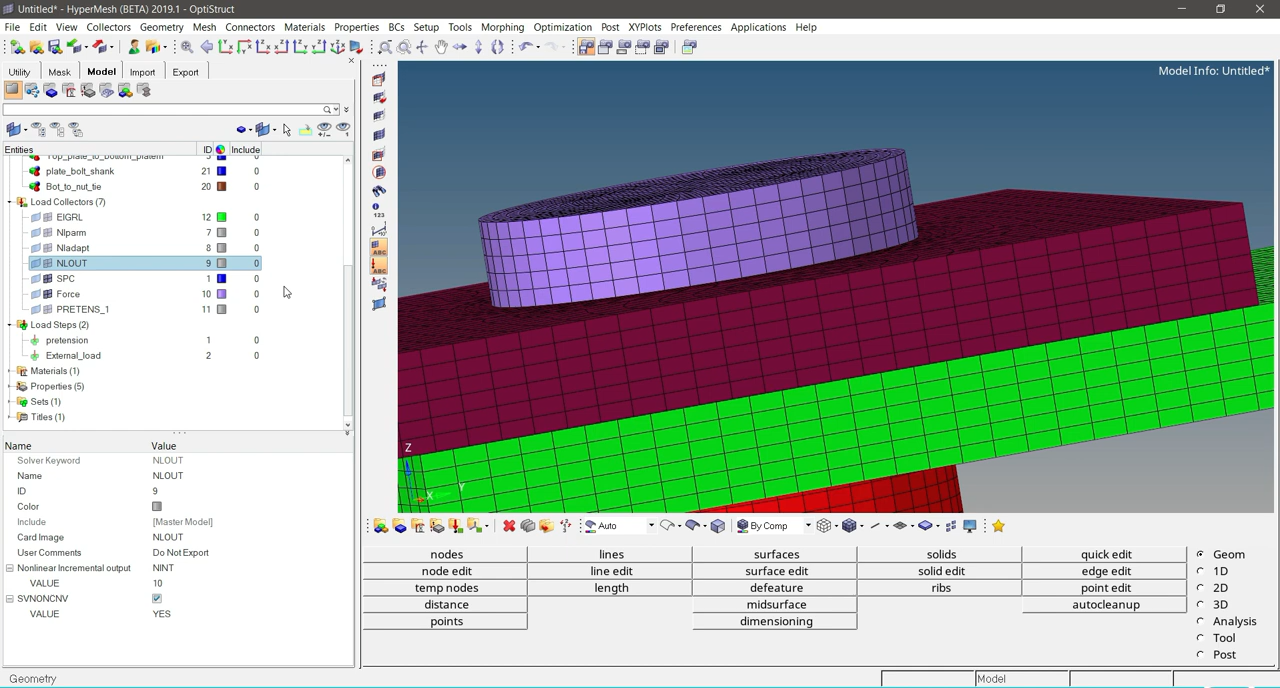 Untitled* - HyperMesh (BETA) 2019.1 - OptiStruct
File Edit View Collectors Geometry Mesh Connectors Materials Properties BCs Setup Tools Morphing Optimization Post XYPlots Preferences Applications Help
Utility Mask Model Import Export
Model Info: Untitled*
Entities ID Include
Top_plate_to_bottom_platem 5 0
plate_bolt_shank 21 0
Bot_to_nut_tie 20 0
Load Collectors (7)
EIGRL 12 0
Nlparm 7 0
Nladapt 8 0
NLOUT 9 0
SPC 1 0
Force 10 0
PRETENS_1 11 0
Load Steps (2)
pretension 1 0
External_load 2 0
Materials (1)
Properties (5)
Sets (1)
Titles (1)
Name Value
Solver Keyword NLOUT
Name NLOUT
ID 9
Color
Include [Master Model]
Card Image NLOUT
User Comments Do Not Export
Nonlinear Incremental output NINT
VALUE 10
SVNONCNV
VALUE YES
123
ABC
ABC
Z
X Y
Auto By Comp
nodes lines surfaces solids quick edit Geom
node edit line edit surface edit solid edit edge edit 1D
temp nodes length defeature ribs point edit 2D
distance midsurface autocleanup 3D
points dimensioning Analysis
Tool
Post
Geometry Model